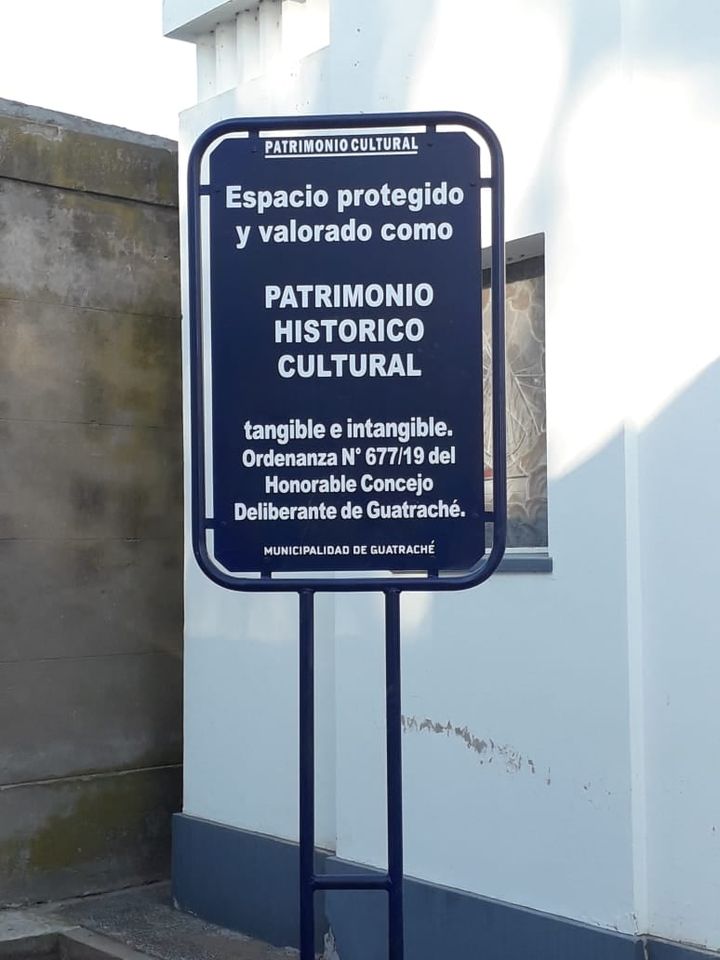 PATRIMONIO CULTURAL
Espacio protegido
y valorado como
PATRIMONIO
HISTORICO
CULTURAL
tangible e intangible.
Ordenanza N° 677/19 del
Honorable Concejo
Deliberante de Guatraché.
MUNICIPALIDAD DE GUATRACHÉ